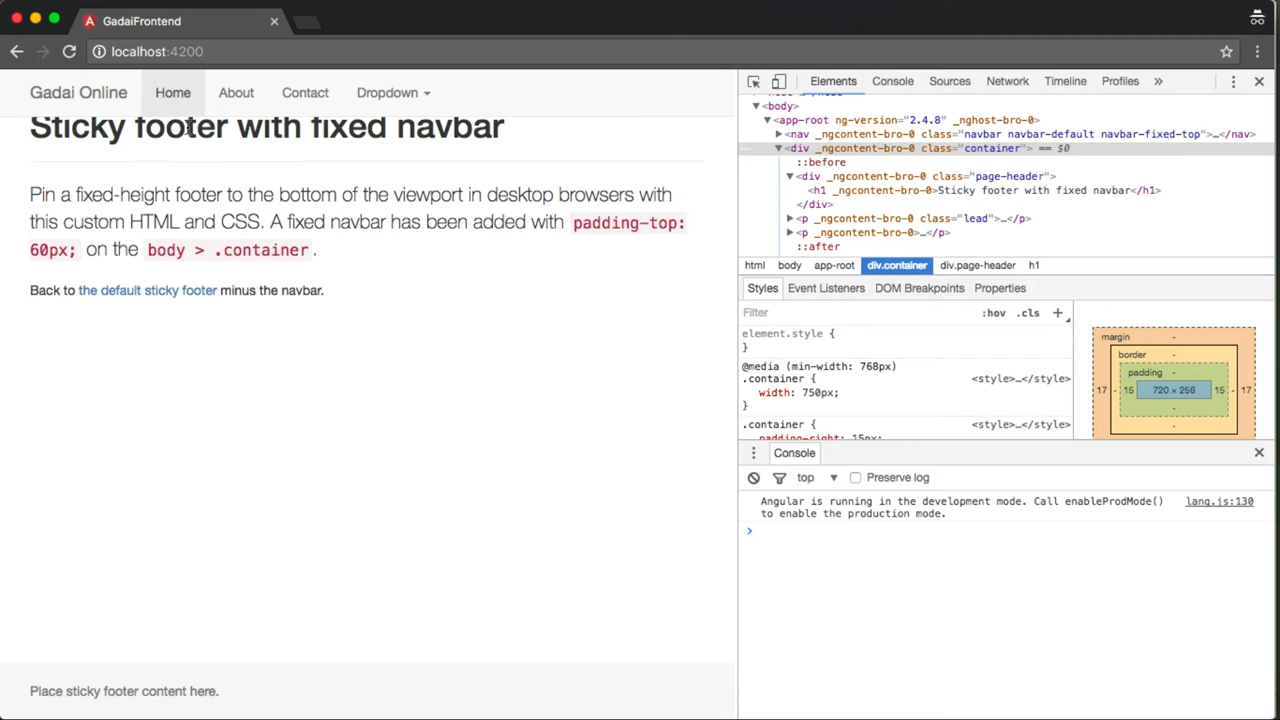 GadaiFrontend
localhost:4200
Gadai Online Home About Contact Dropdown
Sticky footer with fixed navbar
Pin a fixed-height footer to the bottom of the viewport in desktop browsers with
this custom HTML and CSS. A fixed navbar has been added with padding-top:
60px; on the body > .container.
Back to the default sticky footer minus the navbar.
Place sticky footer content here.
Elements Console Sources Network Timeline Profiles »
<body>
<app-root ng-version="2.4.8" _nghost-bro-0>
<nav _ngcontent-bro-0 class="navbar navbar-default navbar-fixed-top">…</nav>
<div _ngcontent-bro-0 class="container"> == $0
::before
<div _ngcontent-bro-0 class="page-header">
<h1 _ngcontent-bro-0>Sticky footer with fixed navbar</h1>
</div>
<p _ngcontent-bro-0 class="lead">…</p>
<p _ngcontent-bro-0>…</p>
::after
html body app-root div.container div.page-header h1
Styles Event Listeners DOM Breakpoints Properties
Filter :hov .cls +
element.style {
}
@media (min-width: 768px)
.container { <style>…</style>
width: 750px;
}
.container { <style>…</style>
padding-right: 15px;
margin -
border -
padding -
17 - 15 720 × 256 15 - 17
-
-
Console
top Preserve log
Angular is running in the development mode. Call enableProdMode() lang.js:130
to enable the production mode.